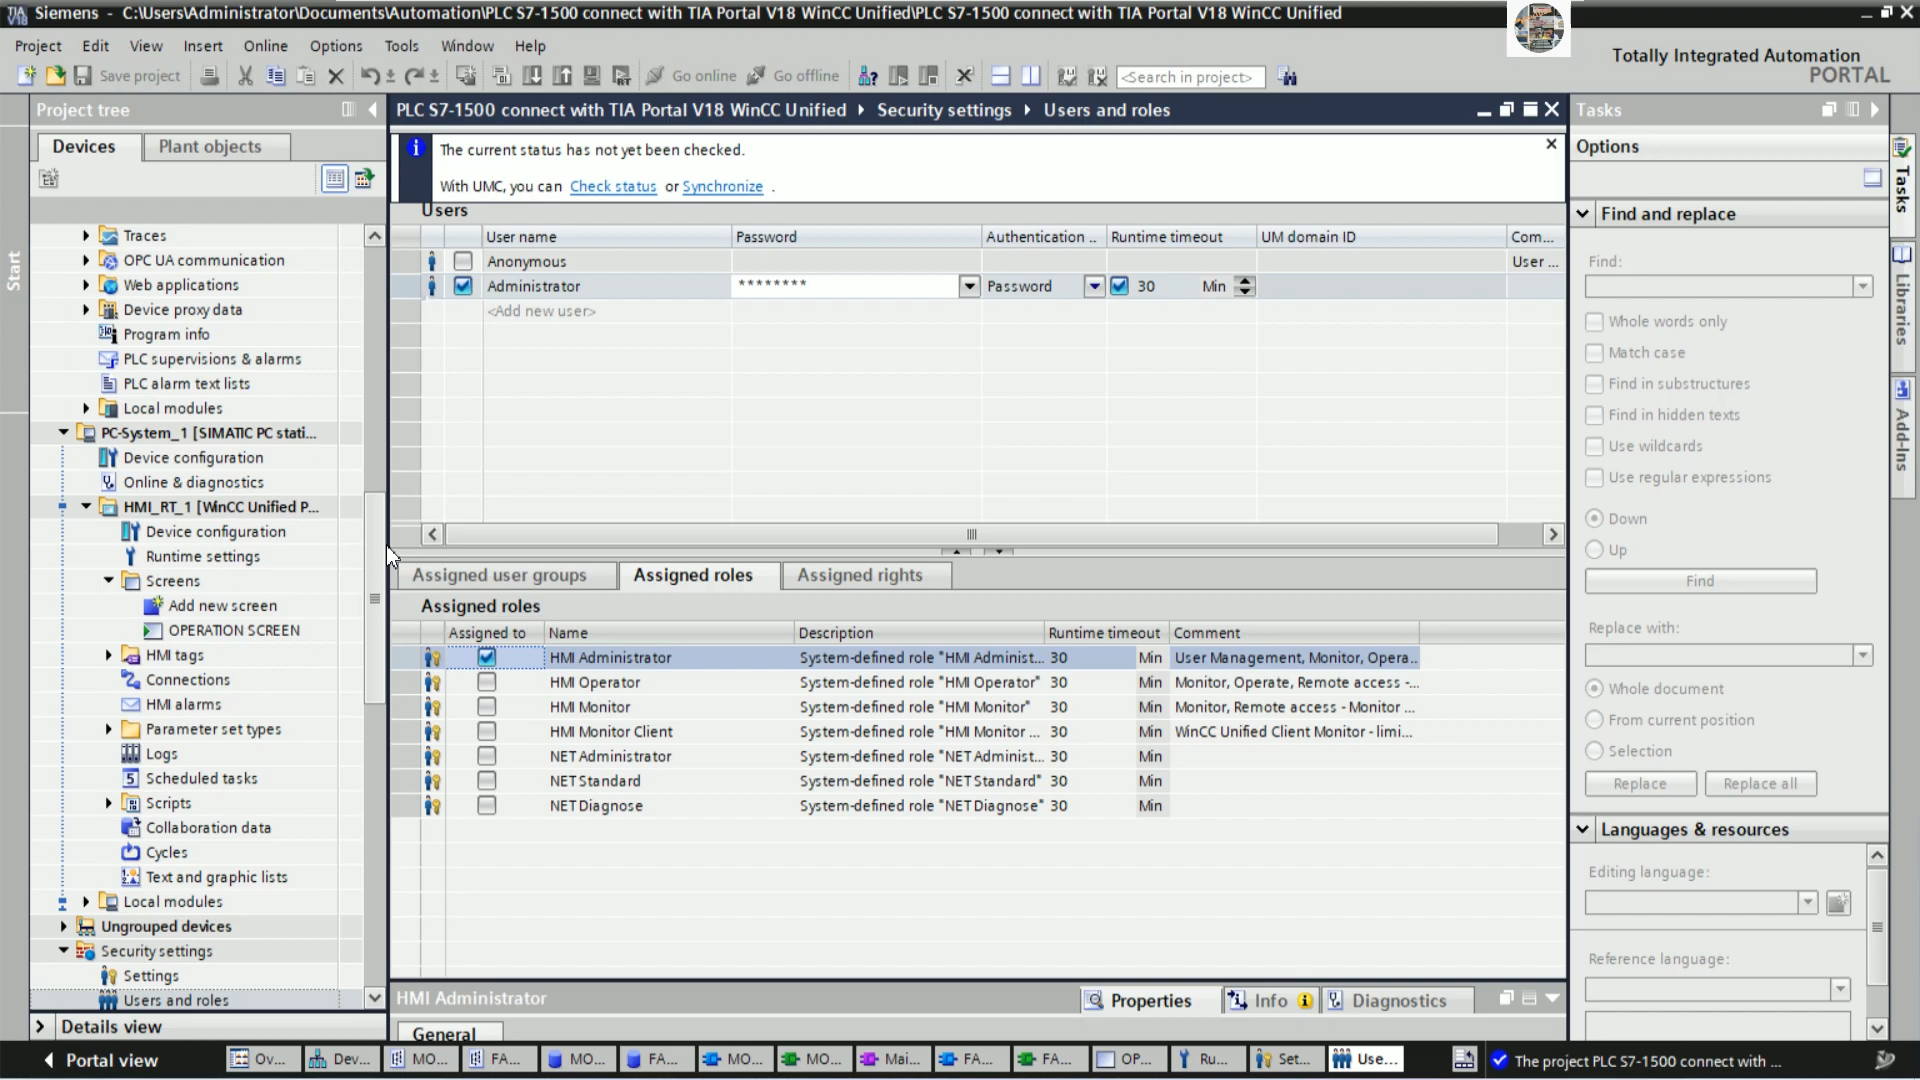 Siemens - C:\Users\Administrator\Documents\Automation\PLC S7-1500 connect with TIA Portal V18 WinCC Unified\PLC S7-1500 connect with TIA Portal V18 WinCC Unified
Project Edit View Insert Online Options Tools Window Help
Totally Integrated Automation
PORTAL
Save project
Go online
Go offline
<Search in project>
Project tree
Devices
Plant objects
Start
Traces
OPC UA communication
Web applications
Device proxy data
Program info
PLC supervisions & alarms
PLC alarm text lists
Local modules
PC-System_1 [SIMATIC PC stati...
Device configuration
Online & diagnostics
HMI_RT_1 [WinCC Unified P...
Device configuration
Runtime settings
Screens
Add new screen
OPERATION SCREEN
HMI tags
Connections
HMI alarms
Parameter set types
Logs
Scheduled tasks
Scripts
Collaboration data
Cycles
Text and graphic lists
Local modules
Ungrouped devices
Security settings
Settings
Users and roles
Details view
PLC S7-1500 connect with TIA Portal V18 WinCC Unified Security settings Users and roles
The current status has not yet been checked.
With UMC, you can Check status or Synchronize .
Users
User name Password Authentication .. Runtime timeout UM domain ID Com...
Anonymous User ...
Administrator ******** Password 30 Min
<Add new user>
Assigned user groups
Assigned roles
Assigned rights
Assigned roles
Assigned to Name Description Runtime timeout Comment
HMI Administrator System-defined role "HMI Administ... 30 Min User Management, Monitor, Opera..
HMI Operator System-defined role "HMI Operator" 30 Min Monitor, Operate, Remote access -...
HMI Monitor System-defined role "HMI Monitor" 30 Min Monitor, Remote access - Monitor ...
HMI Monitor Client System-defined role "HMI Monitor ... 30 Min WinCC Unified Client Monitor - limi...
NET Administrator System-defined role "NET Administ... 30 Min
NET Standard System-defined role "NET Standard" 30 Min
NET Diagnose System-defined role "NET Diagnose" 30 Min
HMI Administrator
Properties
Info
Diagnostics
General
Tasks
Options
Find and replace
Find:
Whole words only
Match case
Find in substructures
Find in hidden texts
Use wildcards
Use regular expressions
Down
Up
Find
Replace with:
Whole document
From current position
Selection
Replace
Replace all
Languages & resources
Editing language:
Reference language:
Tasks
Libraries
Add-Ins
Portal view
Ov...
Dev...
MO...
FA...
MO...
FA...
MO...
MO...
Mai...
FA...
FA...
OP...
Ru...
Set...
Use...
The project PLC S7-1500 connect with ...